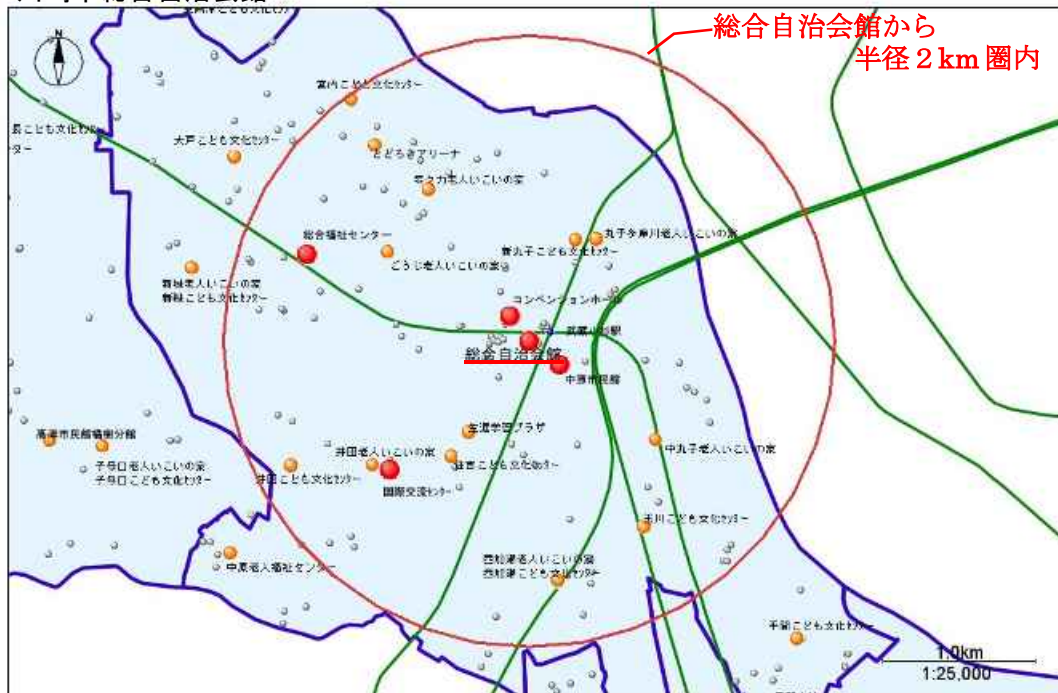 総合自治会館から
半径２km圏内
N
宮内こども文化センター
大戸こども文化センター
とどろきアリーナ
総合福祉センター
ごうじ老人いこいの家
丸子多摩川老人いこいの家
新丸子こども文化センター
新城老人いこいの家
新城こども文化センター
コンベンションホール
武蔵小杉駅
総合自治会館
中原市民館
生涯学習プラザ
高津市民館橘樹分館
子母口老人いこいの家
子母口こども文化センター
井田老人いこいの家
井田こども文化センター
住吉こども文化センター
国際交流センター
中丸子老人いこいの家
玉川こども文化センター
中原老人福祉センター
西加瀬老人いこいの家
西加瀬こども文化センター
平間こども文化センター
1.0km
1:25,000